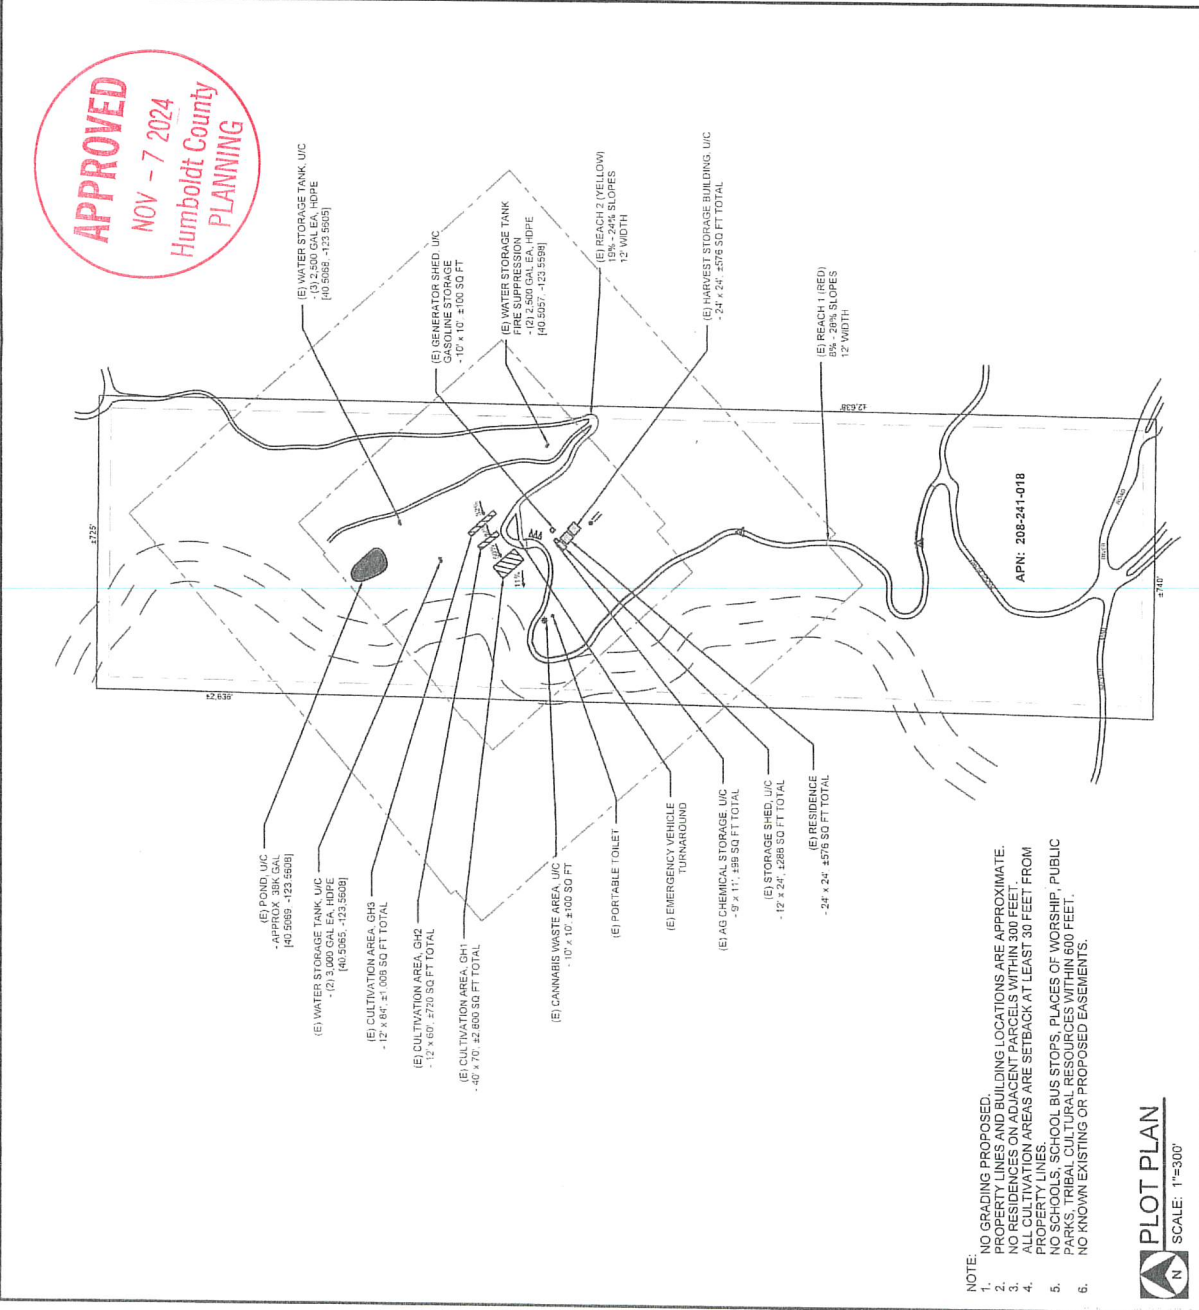 APPROVED
NOV - 7 2024
Humboldt County
PLANNING
(E) WATER STORAGE TANK, U/C
- (3) 2,500 GAL EA, HDPE
[40.5068, -123.5605]
(E) GENERATOR SHED, U/C
GASOLINE STORAGE
- 10' x 10', ±100 SQ FT
(E) WATER STORAGE TANK
FIRE SUPPRESSION
- (2) 2,500 GAL EA, HDPE
[40.5057, -123.5598]
(E) REACH 2 (YELLOW)
19% - 24% SLOPES
12' WIDTH
(E) HARVEST STORAGE BUILDING, U/C
- 24' x 24', ±576 SQ FT TOTAL
(E) REACH 1 (RED)
8% - 28% SLOPES
12' WIDTH
±725'
±2,638'
±2,638'
±740'
11%
APN: 208-241-018
ROAD
RIVER
(E) POND, U/C
- APPROX. 38K GAL
[40.5069, -123.5608]
(E) WATER STORAGE TANK, U/C
- (2) 3,000 GAL EA, HDPE
[40.5065, -123.5608]
(E) CULTIVATION AREA, GH3
- 12' x 84', ±1,008 SQ FT TOTAL
(E) CULTIVATION AREA, GH2
- 12' x 60', ±720 SQ FT TOTAL
(E) CULTIVATION AREA, GH1
- 40' x 70', ±2,800 SQ FT TOTAL
(E) CANNABIS WASTE AREA, U/C
- 10' x 10', ±100 SQ FT
(E) PORTABLE TOILET
(E) EMERGENCY VEHICLE
TURNAROUND
(E) AG CHEMICAL STORAGE, U/C
- 9' x 11', ±99 SQ FT TOTAL
(E) STORAGE SHED, U/C
- 12' x 24', ±288 SQ FT TOTAL
(E) RESIDENCE
- 24' x 24', ±576 SQ FT TOTAL
NOTE:
1. NO GRADING PROPOSED.
2. PROPERTY LINES AND BUILDING LOCATIONS ARE APPROXIMATE.
3. NO RESIDENCES ON ADJACENT PARCELS WITHIN 300 FEET.
4. ALL CULTIVATION AREAS ARE SETBACK AT LEAST 30 FEET FROM
PROPERTY LINES.
5. NO SCHOOLS, SCHOOL BUS STOPS, PLACES OF WORSHIP, PUBLIC
PARKS, TRIBAL CULTURAL RESOURCES WITHIN 600 FEET.
6. NO KNOWN EXISTING OR PROPOSED EASEMENTS.
N
PLOT PLAN
SCALE: 1"=300'